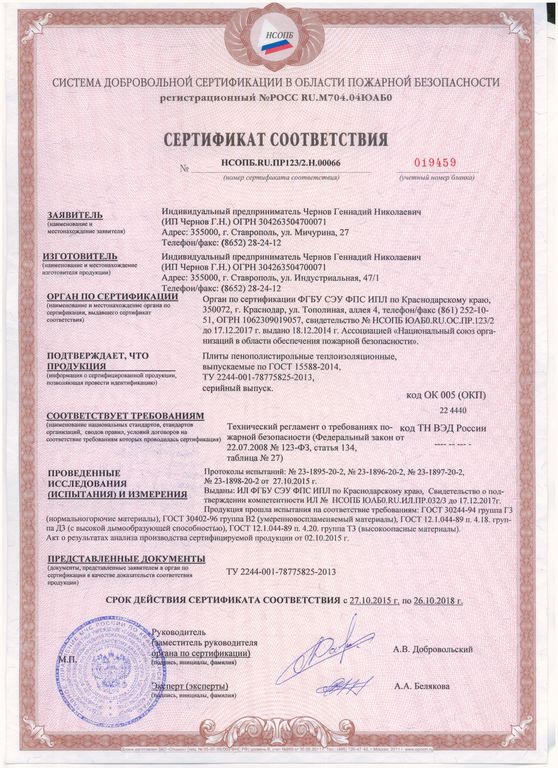 НСОПБ
СИСТЕМА ДОБРОВОЛЬНОЙ СЕРТИФИКАЦИИ В ОБЛАСТИ ПОЖАРНОЙ БЕЗОПАСНОСТИ
регистрационный №РОСС RU.М704.04ЮАБ0
СЕРТИФИКАТ СООТВЕТСТВИЯ
№ НСОПБ.RU.ПР123/2.Н.00066 019459
(номер сертификата соответствия) (учетный номер бланка)
ЗАЯВИТЕЛЬ
(наименование и
местонахождение заявителя)
Индивидуальный предприниматель Чернов Геннадий Николаевич
(ИП Чернов Г.Н.) ОГРН 304263504700071
Адрес: 355000, г. Ставрополь, ул. Мичурина, 27
Телефон/факс: (8652) 28-24-12
ИЗГОТОВИТЕЛЬ
(наименование и местонахождение
изготовителя продукции)
Индивидуальный предприниматель Чернов Геннадий Николаевич
(ИП Чернов Г.Н.) ОГРН 304263504700071
Адрес: 355000, г. Ставрополь, ул. Индустриальная, 47/1
Телефон/факс: (8652) 28-24-12
ОРГАН ПО СЕРТИФИКАЦИИ
(наименование и местонахождение органа по
сертификации, выдавшего сертификат
соответствия)
Орган по сертификации ФГБУ СЭУ ФПС ИПЛ по Краснодарскому краю,
350072, г. Краснодар, ул. Тополиная, аллея 4, телефон/факс (861) 252-10-
51, ОГРН 1062309019057, свидетельство № НСОПБ ЮАБ0.RU.ОС.ПР.123/2
до 17.12.2017 г. выдано 18.12.2014 г. Ассоциацией «Национальный союз орга-
низаций в области обеспечения пожарной безопасности».
ПОДТВЕРЖДАЕТ, ЧТО
ПРОДУКЦИЯ
(информация о сертифицированной продукции,
позволяющая провести идентификацию)
Плиты пенополистирольные теплоизоляционные,
выпускаемые по ГОСТ 15588-2014,
ТУ 2244-001-78775825-2013,
серийный выпуск.
код ОК 005 (ОКП)
22 4440
СООТВЕТСТВУЕТ ТРЕБОВАНИЯМ
(наименование национальных стандартов, стандартов
организаций, сводов правил, условий договоров на
соответствие требованиям которых проводилась сертификация)
Технический регламент о требованиях по-
жарной безопасности (Федеральный закон от
22.07.2008 № 123-ФЗ, статья 134,
таблица № 27)
код ТН ВЭД России
---- -- --- -
ПРОВЕДЕННЫЕ
ИССЛЕДОВАНИЯ
(ИСПЫТАНИЯ) И ИЗМЕРЕНИЯ
Протоколы испытаний: № 23-1895-20-2, № 23-1896-20-2, № 23-1897-20-2,
№ 23-1898-20-2 от 27.10.2015 г.
Выданы: ИЛ ФГБУ СЭУ ФПС ИПЛ по Краснодарскому краю, Свидетельство о под-
тверждении компетентности ИЛ № НСОПБ ЮАБ0.RU.ИЛ.ПР.032/3 до 17.12.2017г.
Продукция прошла испытания на соответствие требованиям: ГОСТ 30244-94 группа Г3
(нормальногорючие материалы), ГОСТ 30402-96 группа В2 (умеренновоспламеняемый материал), ГОСТ 12.1.044-89 п. 4.18. груп-
па Д3 (с высокой дымообразующей способностью), ГОСТ 12.1.044-89 п. 4.20. группа Т3 (высокоопасные материалы).
Акт о результатах анализа производства сертифицируемой продукции от 02.10.2015 г.
ПРЕДСТАВЛЕННЫЕ ДОКУМЕНТЫ
(документы, представленные заявителем в орган по
сертификации в качестве доказательств соответствия
продукции)
ТУ 2244-001-78775825-2013
СРОК ДЕЙСТВИЯ СЕРТИФИКАТА СООТВЕТСТВИЯ с 27.10.2015 г. по 26.10.2018 г.
М.П.
Руководитель
(заместитель руководителя
органа по сертификации)
(подпись, инициалы, фамилия)
А.В. Добровольский
Эксперт (эксперты)
(подпись, инициалы, фамилия)
А.А. Белякова